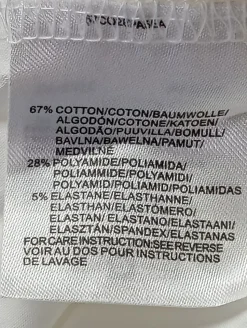 67% COTTON/COTON/BAUMWOLLE/
ALGODÓN/COTONE/KATOEN/
ALGODÃO/PUUVILLA/BOMULL/
BAVLNA/BAWEŁNA/PAMUT/
MEDVILNĖ
28% POLYAMIDE/POLIAMIDA/
POLIAMMIDE/POLYAMIDI/
POLYAMID/POLIAMID/POLIAMIDAS
5% ELASTANE/ELASTHANNE/
ELASTHAN/ELASTÓMERO/
ELASTAN/ ELASTANO/ELASTAANI/
ELASZTÁN/SPANDEX/ELASTANAS
FOR CARE INSTRUCTION:SEE REVERSE
VOIR AU DOS POUR INSTRUCTIONS
DE LAVAGE